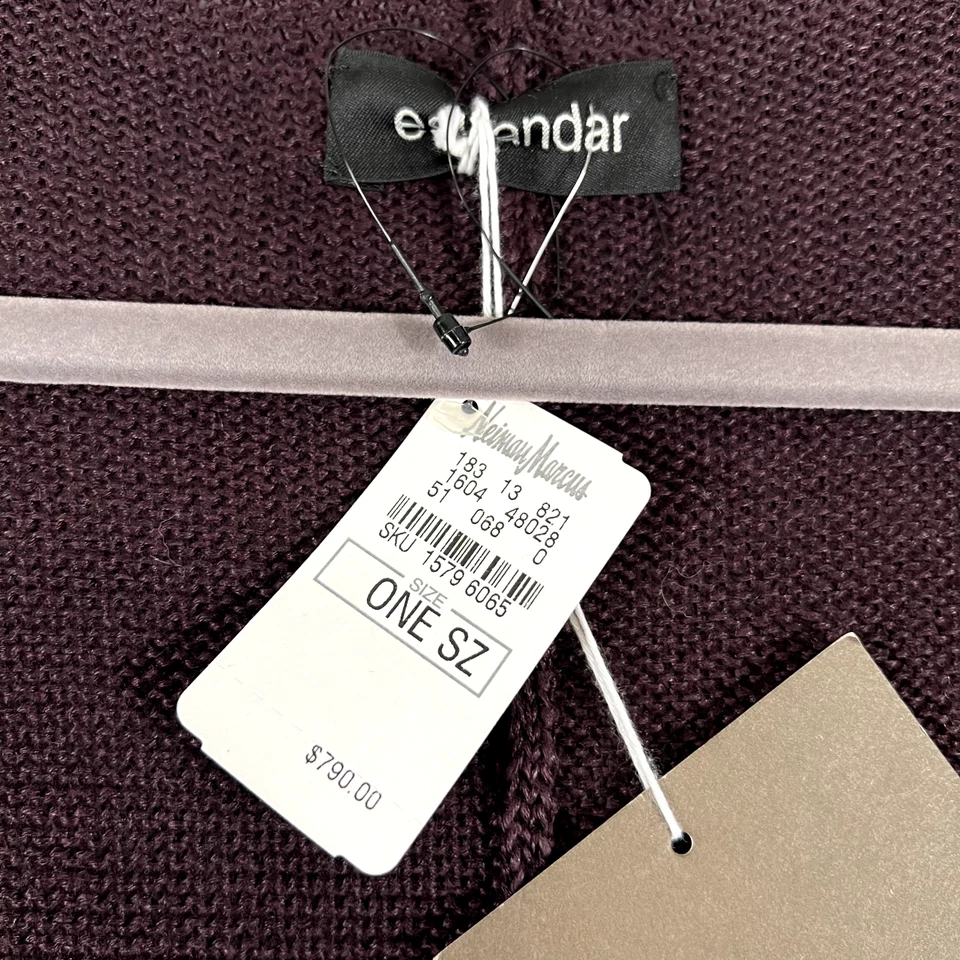 eskandar
Neiman Marcus
183 13 821
1604 48028
51 068 0
SKU 1579 6065
SIZE
ONE SZ
$790.00